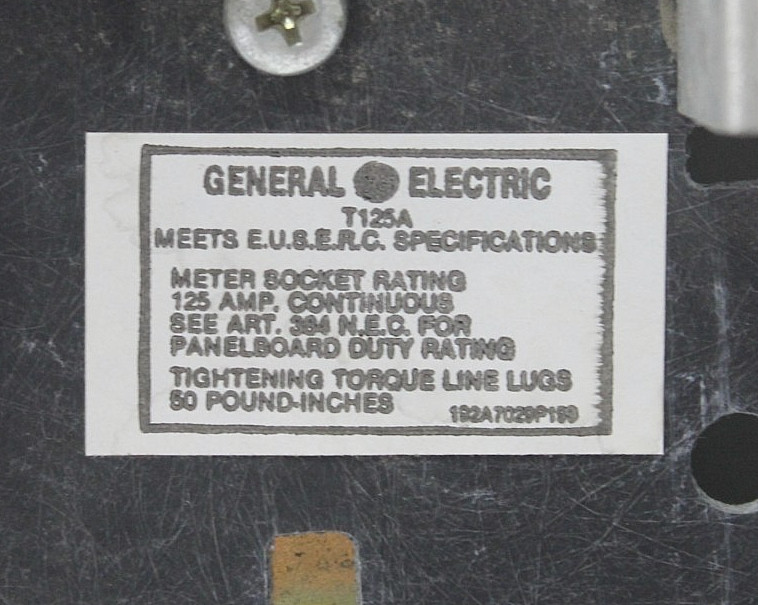 GENERAL ELECTRIC
T125A
MEETS E.U.S.E.R.C. SPECIFICATIONS
METER SOCKET RATING
125 AMP. CONTINUOUS
SEE ART. 384 N.E.C. FOR
PANELBOARD DUTY RATING
TIGHTENING TORQUE LINE LUGS
50 POUND-INCHES